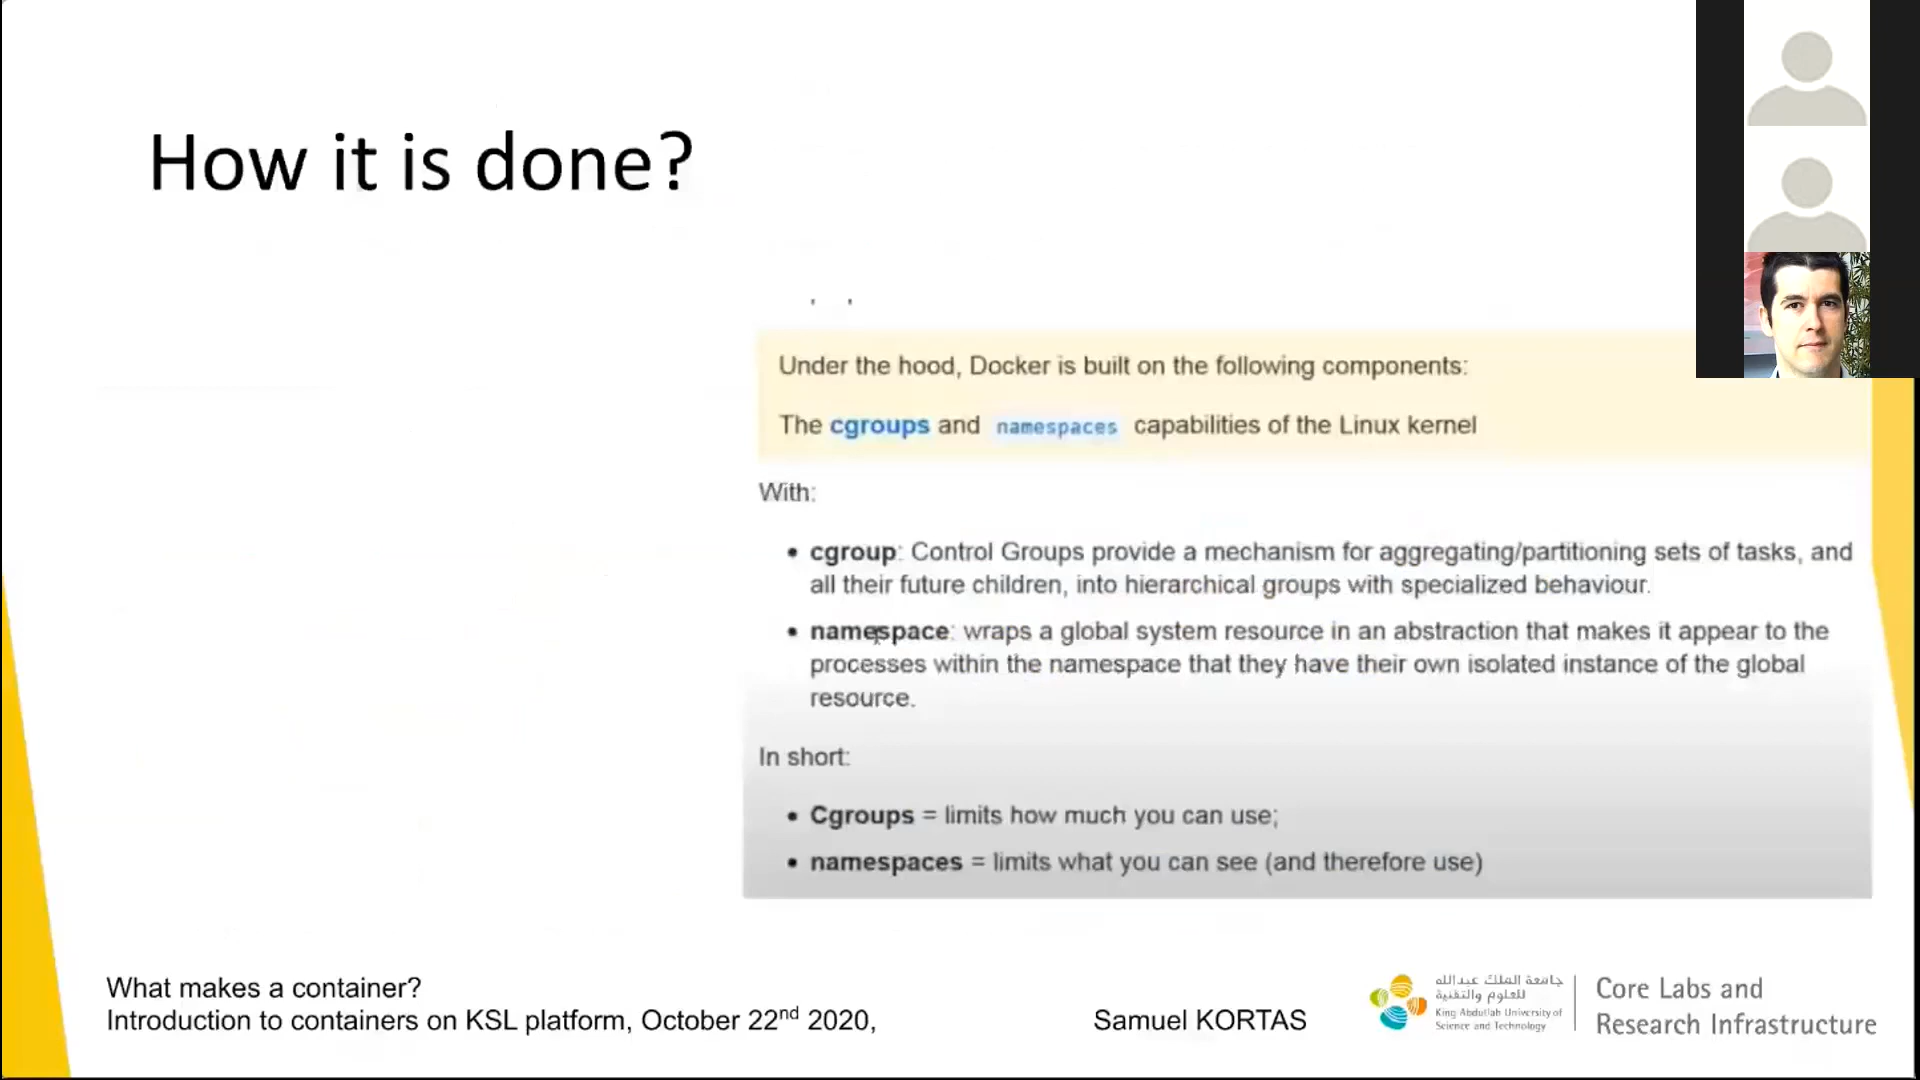 How it is done?
Under the hood, Docker is built on the following components:
The cgroups and namespaces capabilities of the Linux kernel
With:
• cgroup: Control Groups provide a mechanism for aggregating/partitioning sets of tasks, and
all their future children, into hierarchical groups with specialized behaviour.
• namespace: wraps a global system resource in an abstraction that makes it appear to the
processes within the namespace that they have their own isolated instance of the global
resource.
In short:
• Cgroups = limits how much you can use;
• namespaces = limits what you can see (and therefore use)
What makes a container?
Introduction to containers on KSL platform, October 22nd 2020,
Samuel KORTAS
جامعة الملك عبدالله
للعلوم والتقنية
King Abdullah University of
Science and Technology
Core Labs and
Research Infrastructure